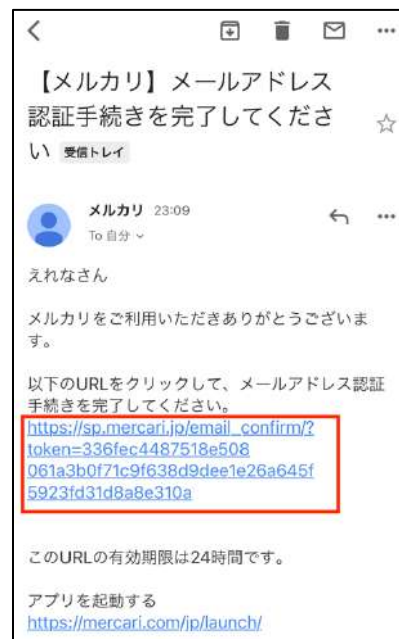 【メルカリ】メールアドレス
認証手続きを完了してくださ
い 受信トレイ
メルカリ 23:09
To 自分
えれなさん
メルカリをご利用いただきありがとうございま
す。
以下のURLをクリックして、メールアドレス認証
手続きを完了してください。
https://sp.mercari.jp/email_confirm/?
token=336fec4487518e508
061a3b0f71c9f638d9dee1e26a645f
5923fd31d8a8e310a
このURLの有効期限は24時間です。
アプリを起動する
https://mercari.com/jp/launch/